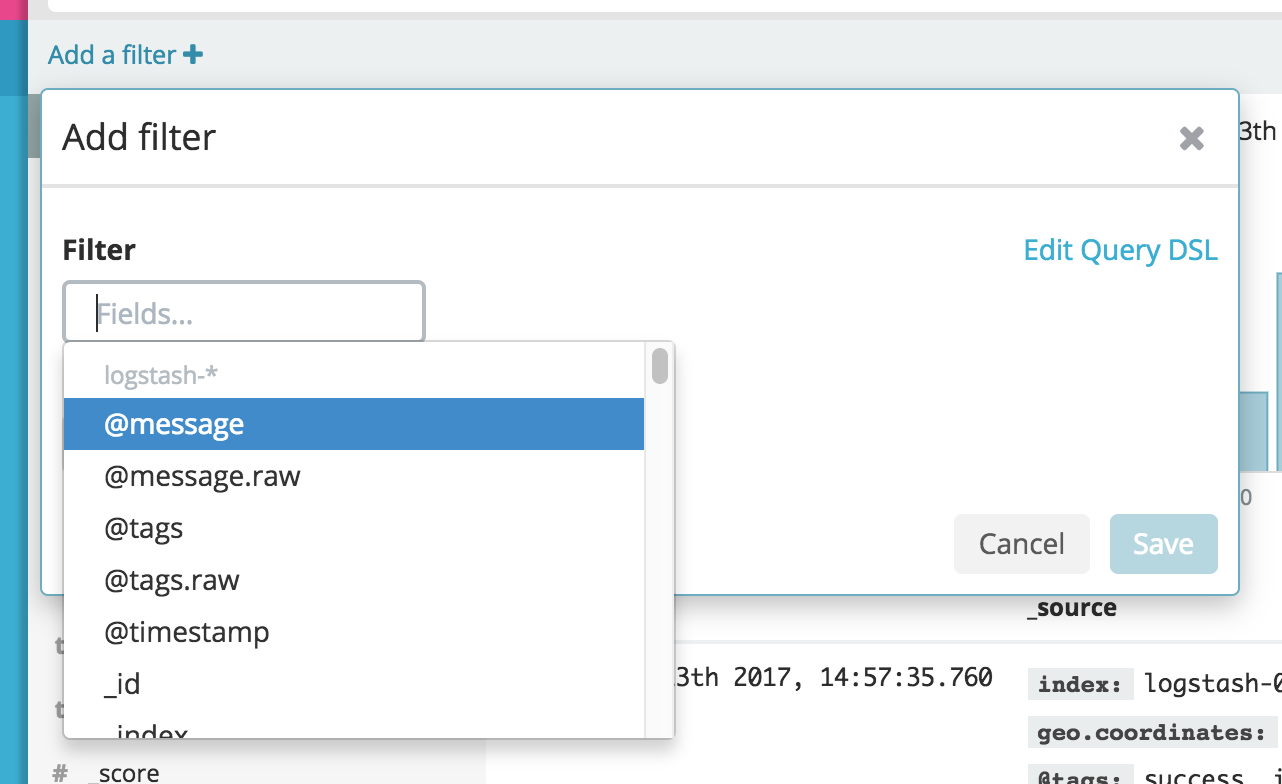 Add a filter +
Add filter
3th
Filter
Edit Query DSL
Fields...
logstash-*
@message
@message.raw
@tags
@tags.raw
@timestamp
_id
_index
0
Cancel
Save
_source
t
3th 2017, 14:57:35.760
index: logstash-0
t
geo.coordinates:
# _score
@tags: success, i